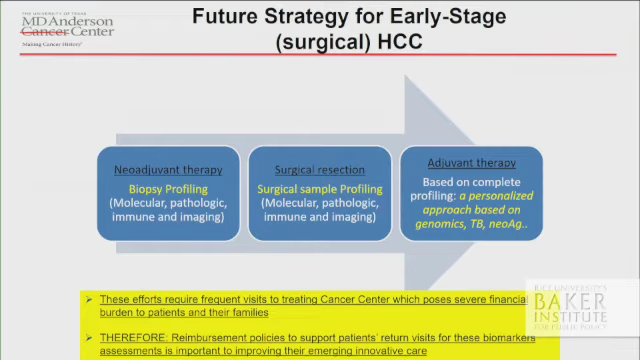 THE UNIVERSITY OF TEXAS
MD Anderson
Cancer Center
Making Cancer History®
Future Strategy for Early-Stage
(surgical) HCC
Neoadjuvant therapy
Biopsy Profiling
(Molecular, pathologic,
immune and imaging)
Surgical resection
Surgical sample Profiling
(Molecular, pathologic,
immune and imaging)
Adjuvant therapy
Based on complete
profiling: a personalized
approach based on
genomics, TB, neoAg..
These efforts require frequent visits to treating Cancer Center which poses severe financial
burden to patients and their families
THEREFORE: Reimbursement policies to support patients' return visits for these biomarkers
assessments is important to improving their emerging innovative care
RICE UNIVERSITY'S
BAKER
INSTITUTE
FOR PUBLIC POLICY